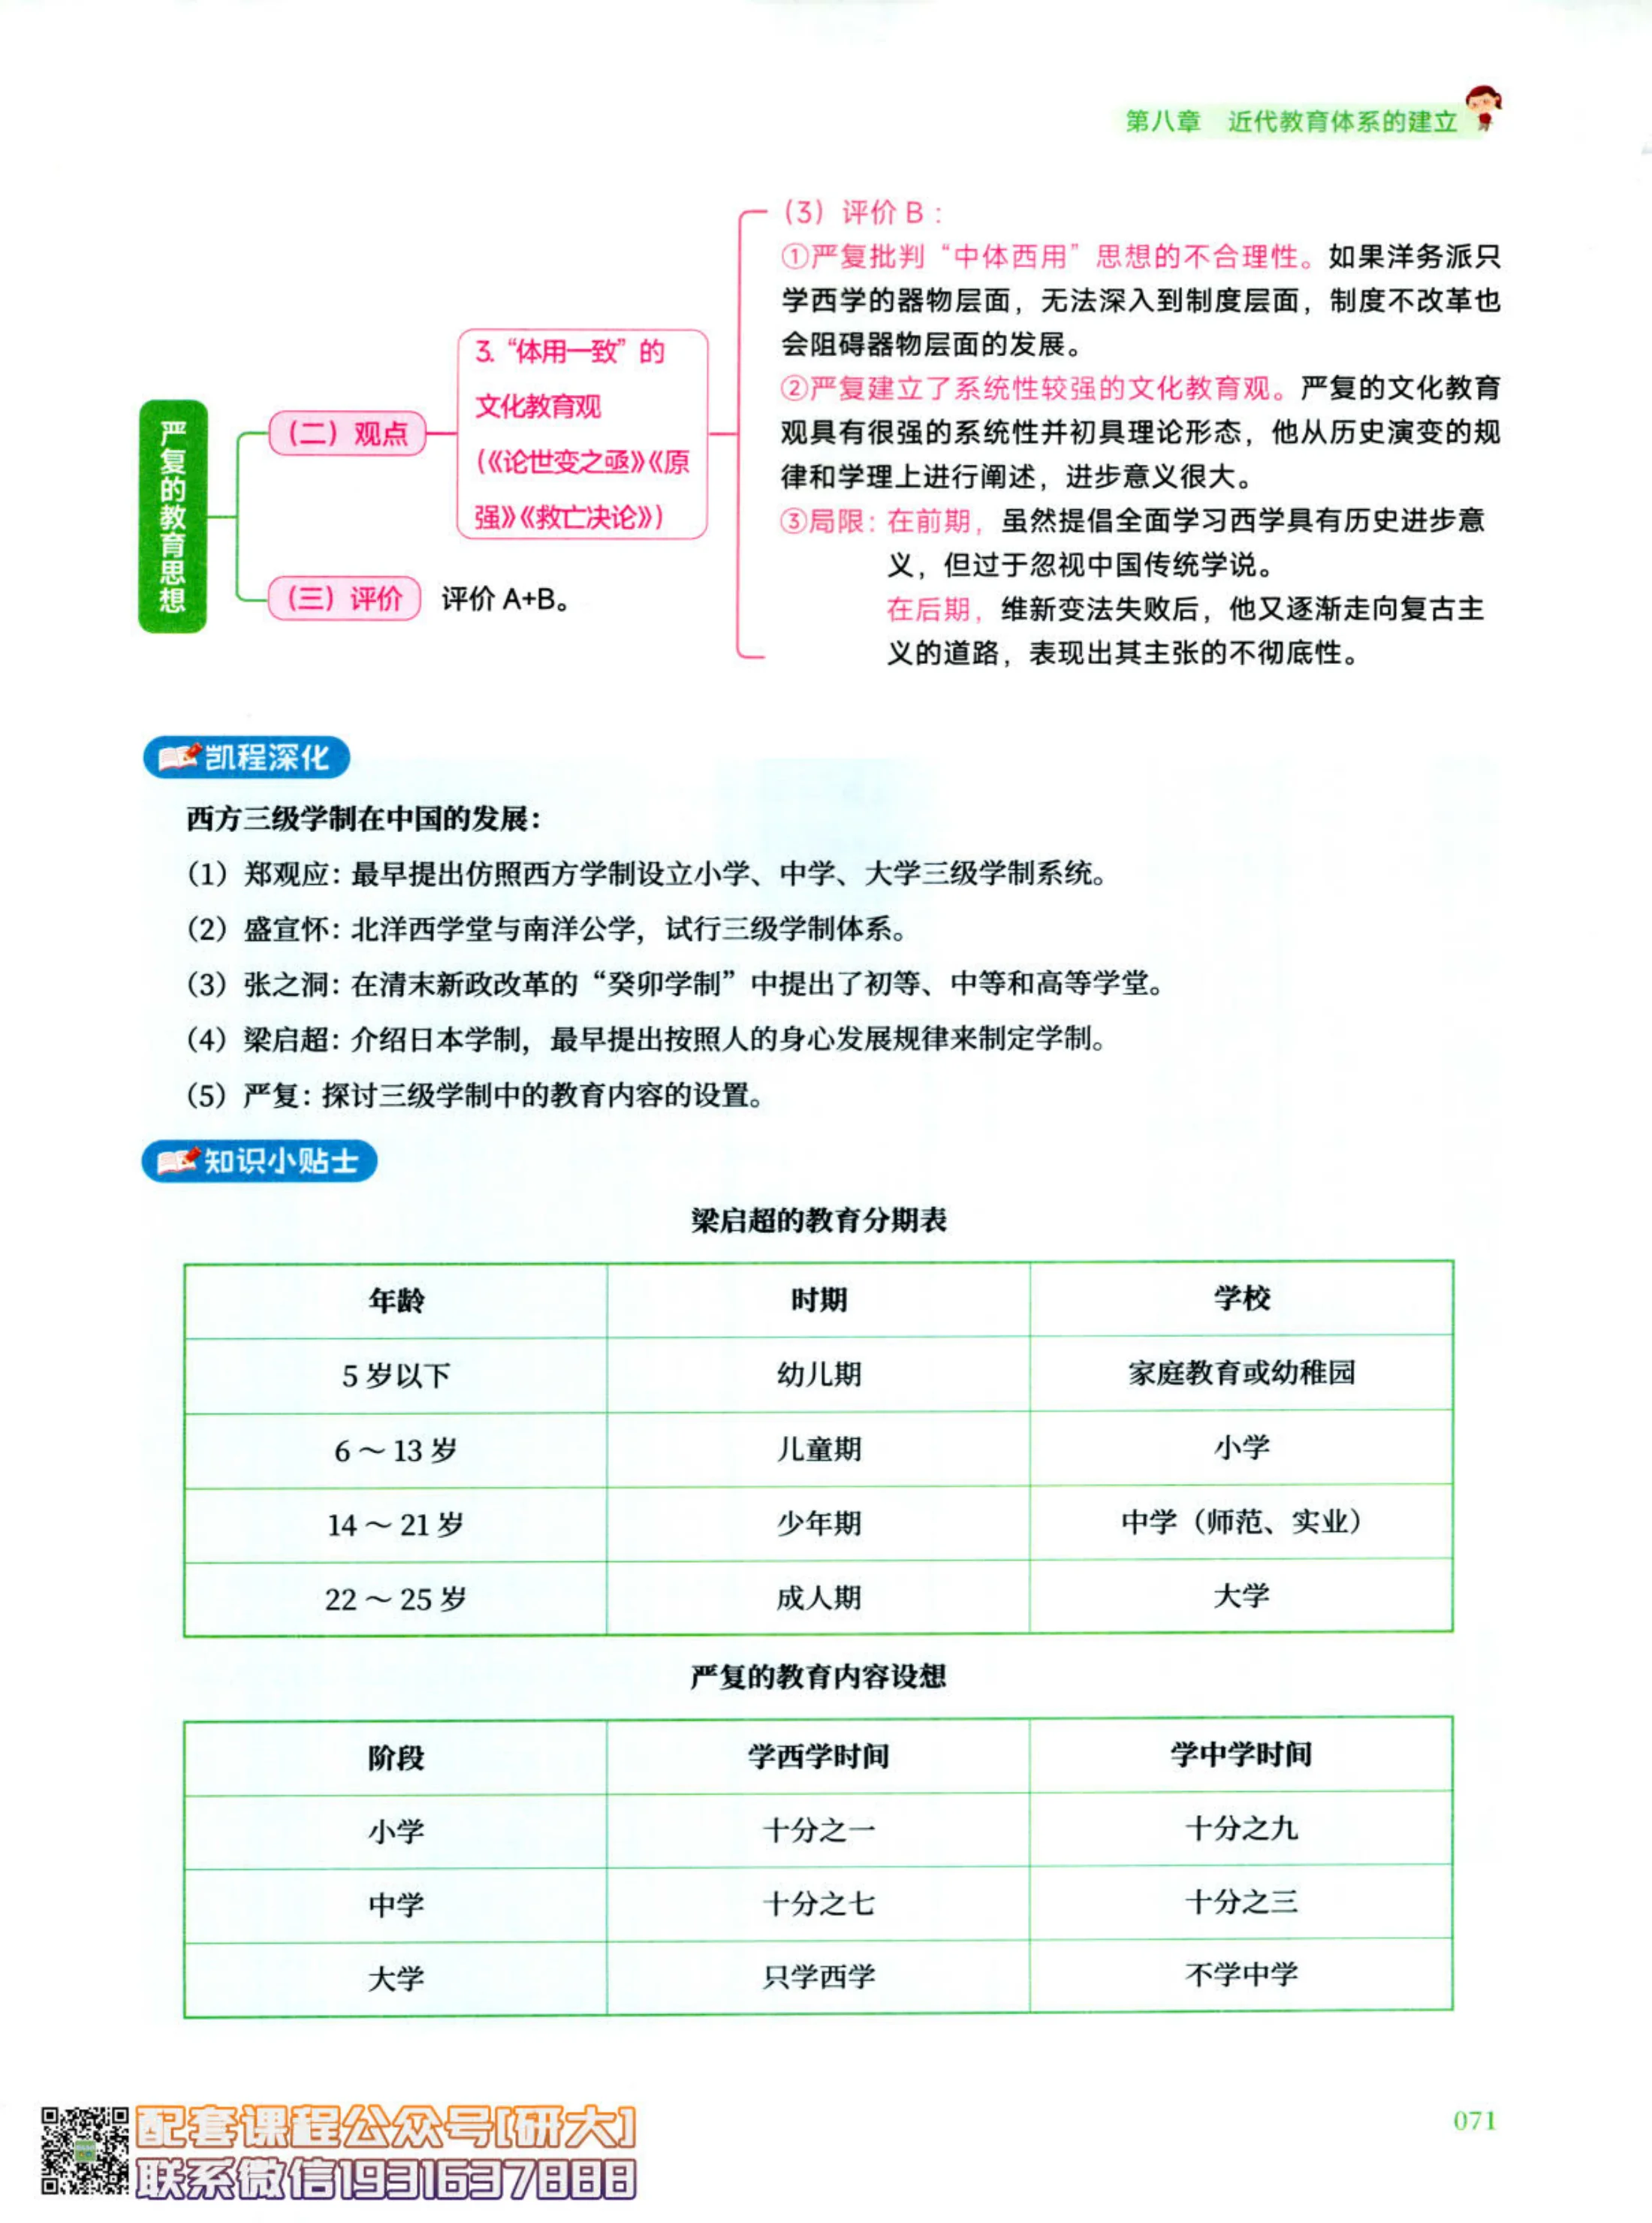 第八章 近代教育体系的建立
严复的教育思想
（二）观点
3. “体用一致”的
文化教育观
（《论世变之亟》《原
强》《救亡决论》）
（3）评价 B：
①严复批判“中体西用”思想的不合理性。如果洋务派只
学西学的器物层面，无法深入到制度层面，制度不改革也
会阻碍器物层面的发展。
②严复建立了系统性较强的文化教育观。严复的文化教育
观具有很强的系统性并初具理论形态，他从历史演变的规
律和学理上进行阐述，进步意义很大。
③局限：在前期，虽然提倡全面学习西学具有历史进步意
义，但过于忽视中国传统学说。
在后期，维新变法失败后，他又逐渐走向复古主
义的道路，表现出其主张的不彻底性。
（三）评价 评价 A+B。
凯程深化
西方三级学制在中国的发展：
（1）郑观应：最早提出仿照西方学制设立小学、中学、大学三级学制系统。
（2）盛宣怀：北洋西学堂与南洋公学，试行三级学制体系。
（3）张之洞：在清末新政改革的“癸卯学制”中提出了初等、中等和高等学堂。
（4）梁启超：介绍日本学制，最早提出按照人的身心发展规律来制定学制。
（5）严复：探讨三级学制中的教育内容的设置。
知识小贴士
梁启超的教育分期表
年龄 时期 学校
5 岁以下 幼儿期 家庭教育或幼稚园
6～13 岁 儿童期 小学
14～21 岁 少年期 中学（师范、实业）
22～25 岁 成人期 大学
严复的教育内容设想
阶段 学西学时间 学中学时间
小学 十分之一 十分之九
中学 十分之七 十分之三
大学 只学西学 不学中学
配套课程公众号[研大]
联系微信1931637888
071